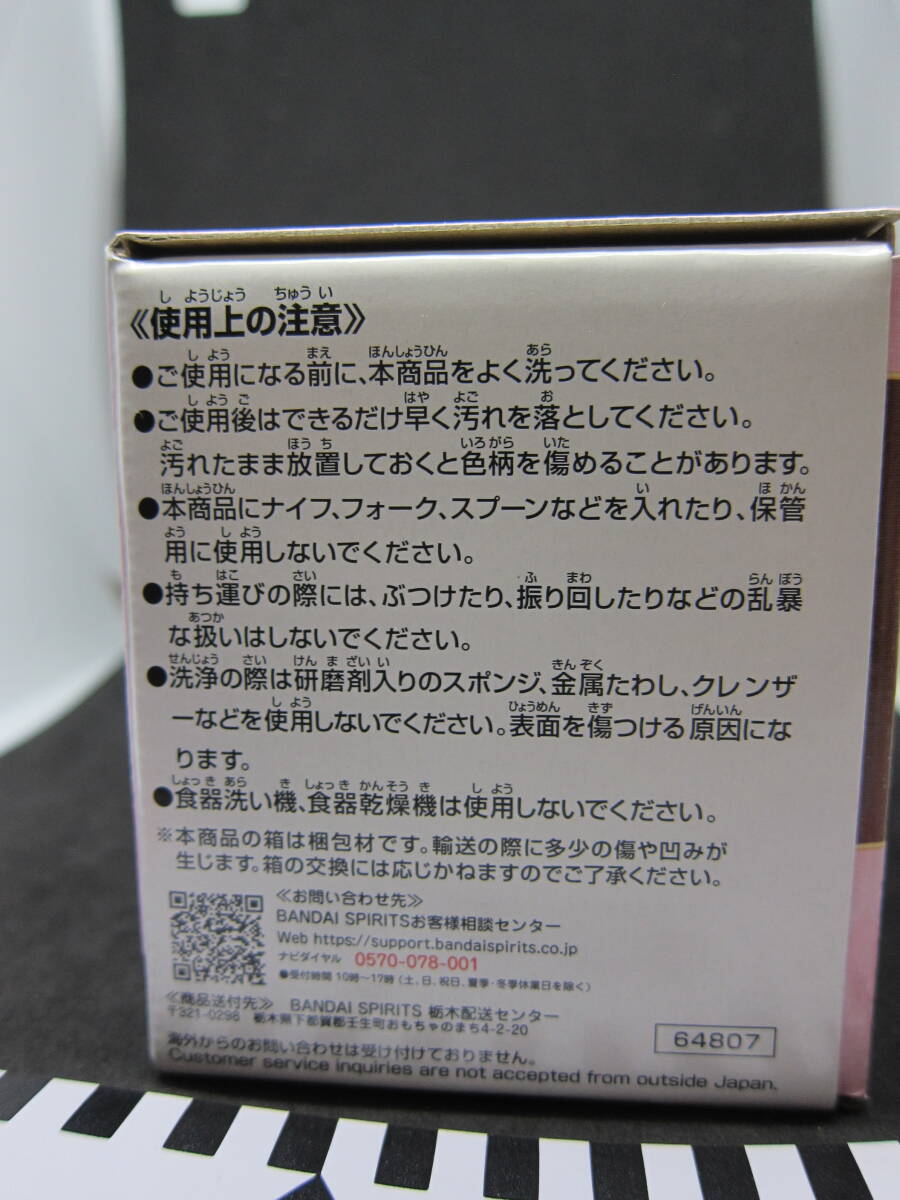 《使用上の注意》
●ご使用になる前に、本商品をよく洗ってください。
●ご使用後はできるだけ早く汚れを落としてください。
汚れたまま放置しておくと色柄を傷めることがあります。
●本商品にナイフ、フォーク、スプーンなどを入れたり、保管
用に使用しないでください。
●持ち運びの際には、ぶつけたり、振り回したりなどの乱暴
な扱いはしないでください。
●洗浄の際は研磨剤入りのスポンジ、金属たわし、クレンザ
ーなどを使用しないでください。表面を傷つける原因にな
ります。
●食器洗い機、食器乾燥機は使用しないでください。
※本商品の箱は梱包材です。輸送の際に多少の傷や凹みが
生じます。箱の交換には応じかねますのでご了承ください。
《お問い合わせ先》
BANDAI SPIRITSお客様相談センター
Web https://support.bandaispirits.co.jp
ナビダイヤル 0570-078-001
●受付時間 10時〜17時(土、日、祝日、夏季・冬季休業日を除く)
《商品送付先》 BANDAI SPIRITS 栃木配送センター
〒321-0298 栃木県下都賀郡壬生町おもちゃのまち4-2-20
64807
海外からのお問い合わせは受け付けておりません。
Customer service inquiries are not accepted from outside Japan.